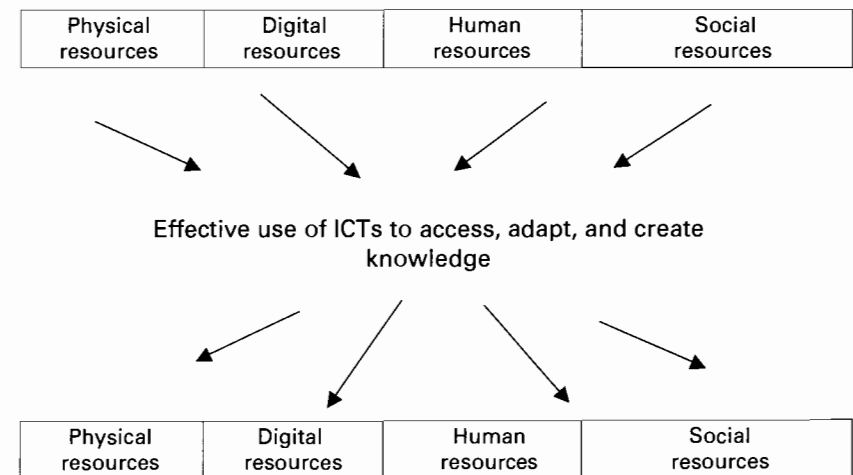 Physical Digital Human Social
resources resources resources resources
Effective use of ICTs to access, adapt, and create
knowledge
Physical Digital Human Social
resources resources resources resources